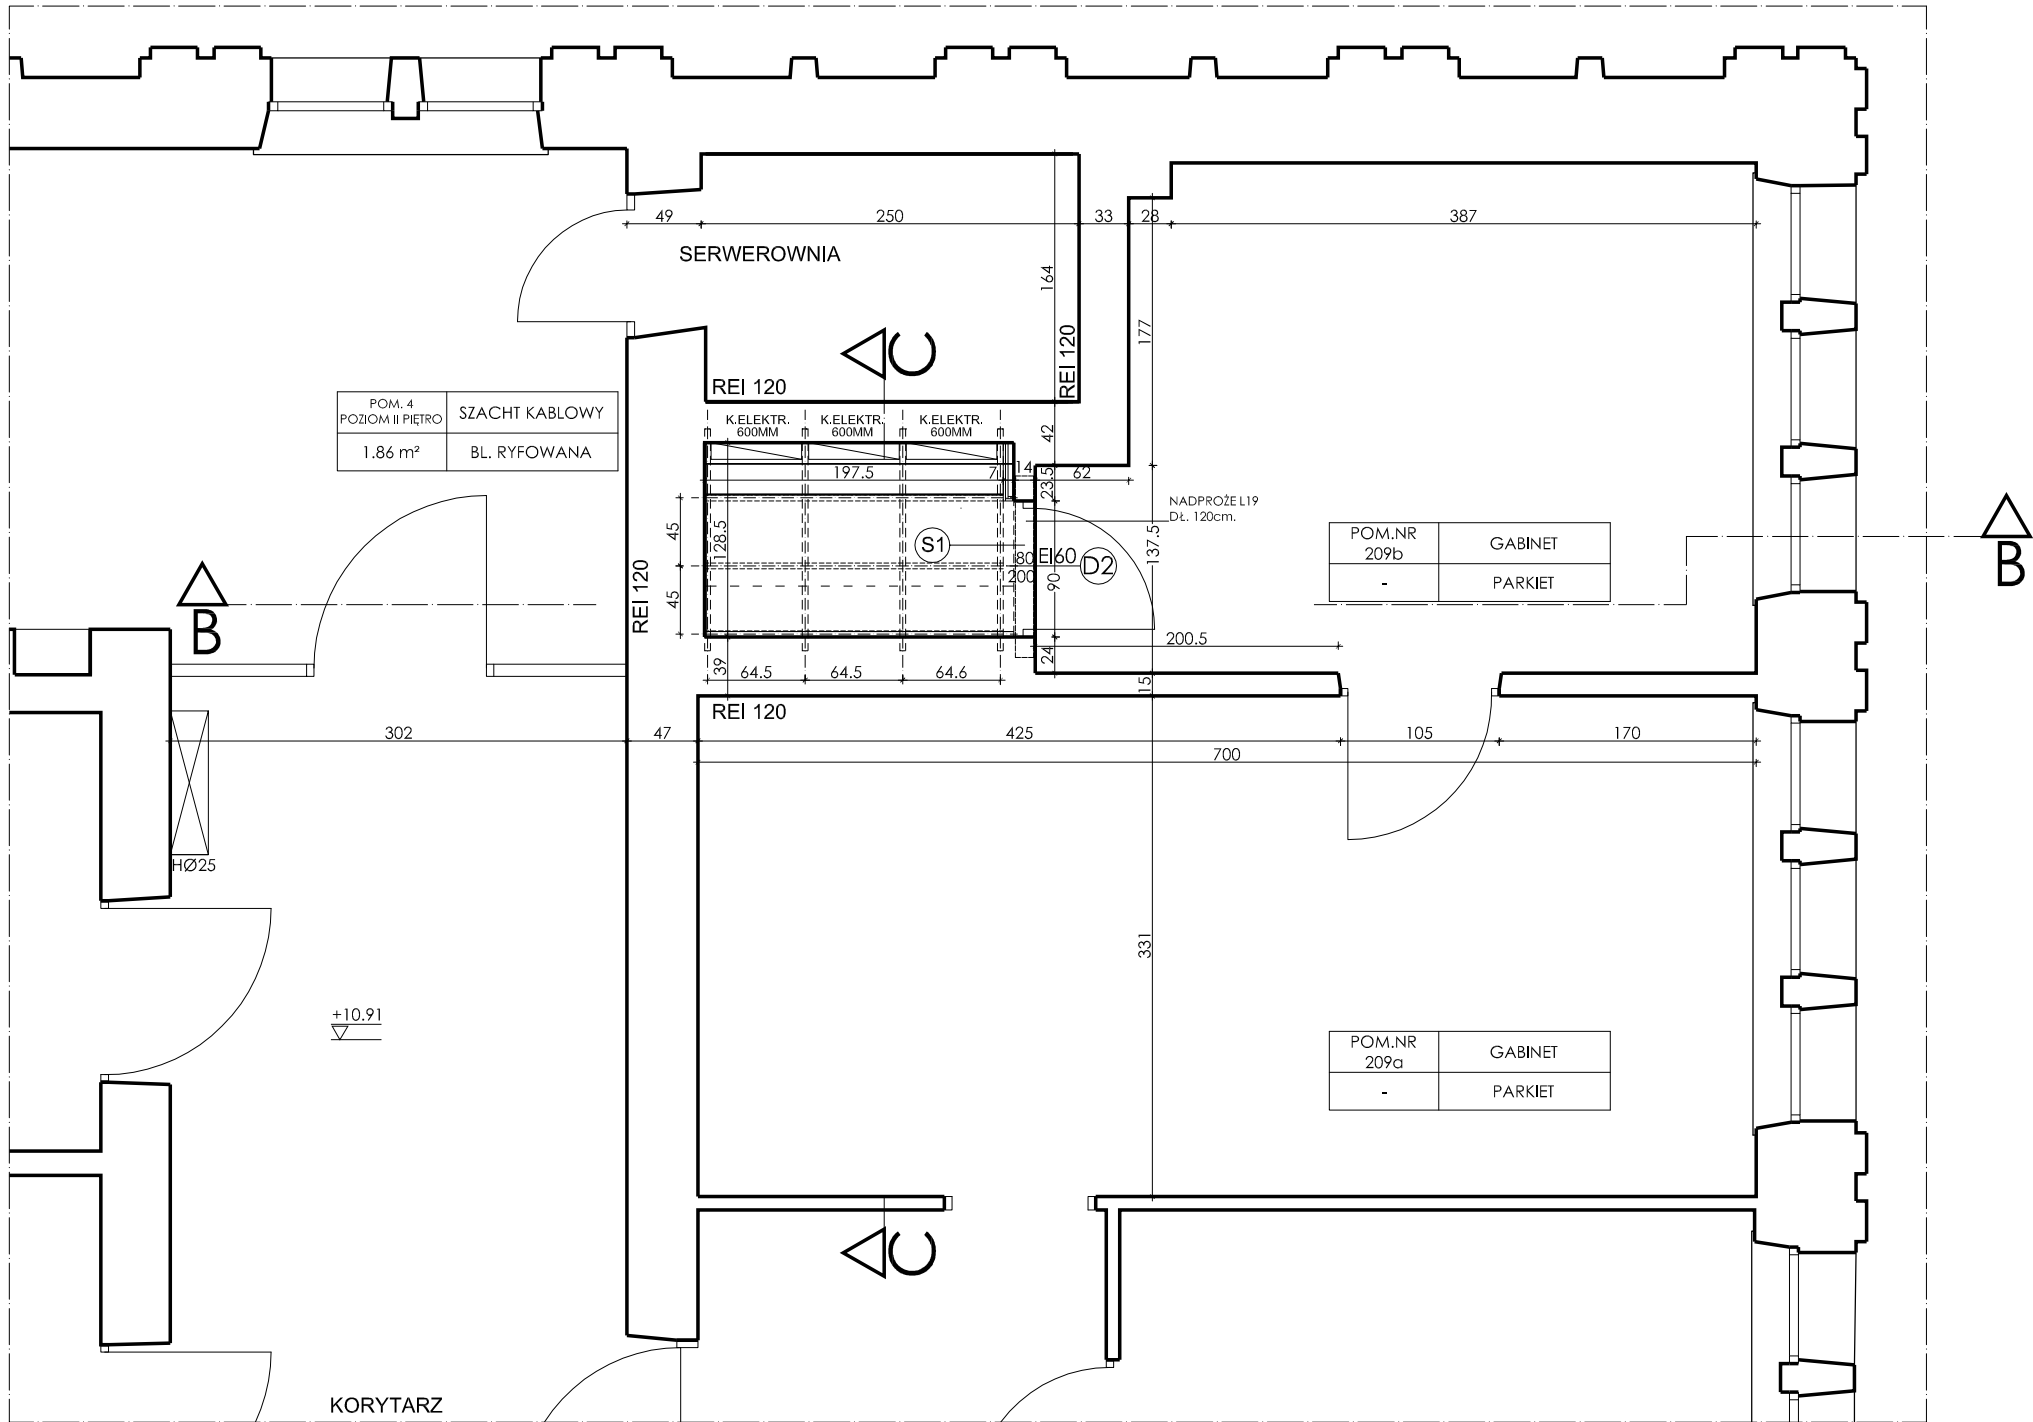 49
250
33
28
387
SERWEROWNIA
164
177
C
REI 120
REI 120
POM. 4
POZIOM II PIĘTRO
SZACHT KABLOWY
1.86 m²
BL. RYFOWANA
K.ELEKTR.
600MM
K.ELEKTR.
600MM
K.ELEKTR.
600MM
42
197.5
7
14
23.5
62
NADPROŻE L19
DŁ. 120cm.
45
128.5
S1
80
200
EI60
D2
90
137.5
45
REI 120
POM.NR
209b
GABINET
-
PARKIET
B
B
200.5
39
64.5
64.5
64.6
24
15
REI 120
302
47
425
105
170
700
HØ25
331
+10.91
POM.NR
209a
GABINET
-
PARKIET
C
KORYTARZ